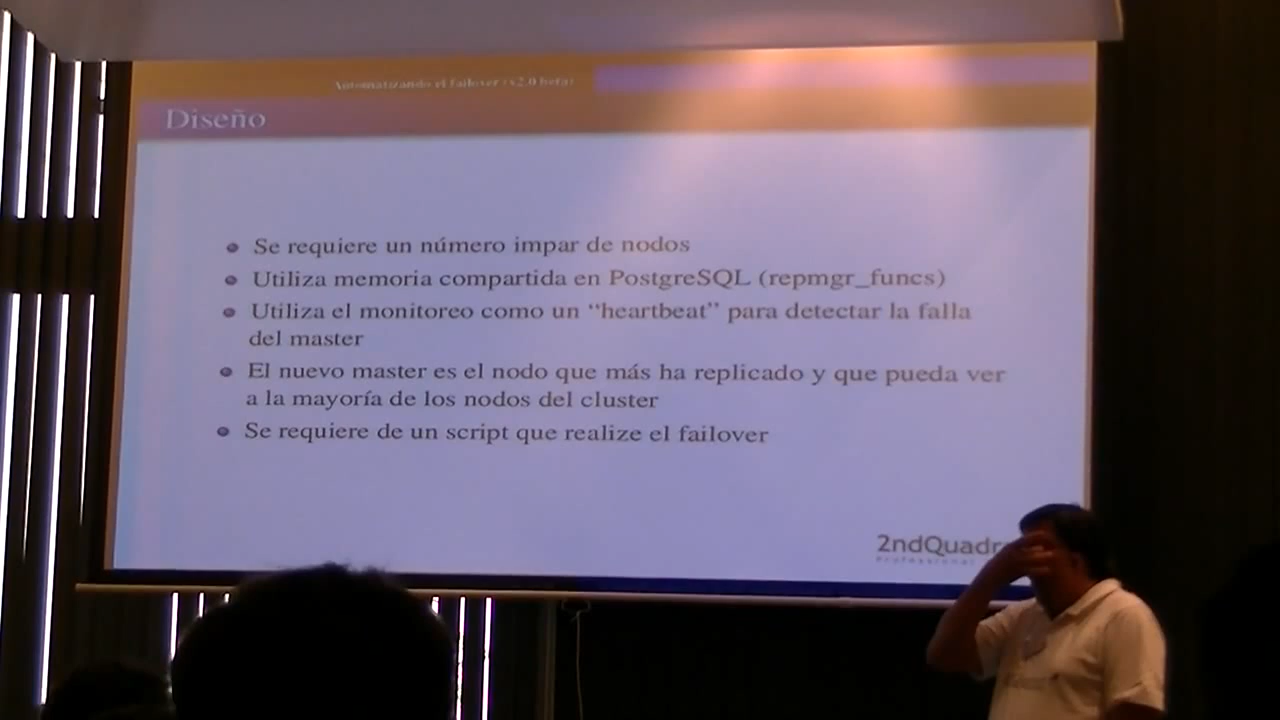 Automatizando el failover (v2.0 beta)
Diseño
Se requiere un número impar de nodos
Utiliza memoria compartida en PostgreSQL (repmgr_funcs)
Utiliza el monitoreo como un “heartbeat” para detectar la falla
del master
El nuevo master es el nodo que más ha replicado y que pueda ver
a la mayoría de los nodos del cluster
Se requiere de un script que realize el failover
2ndQuadr
Professional